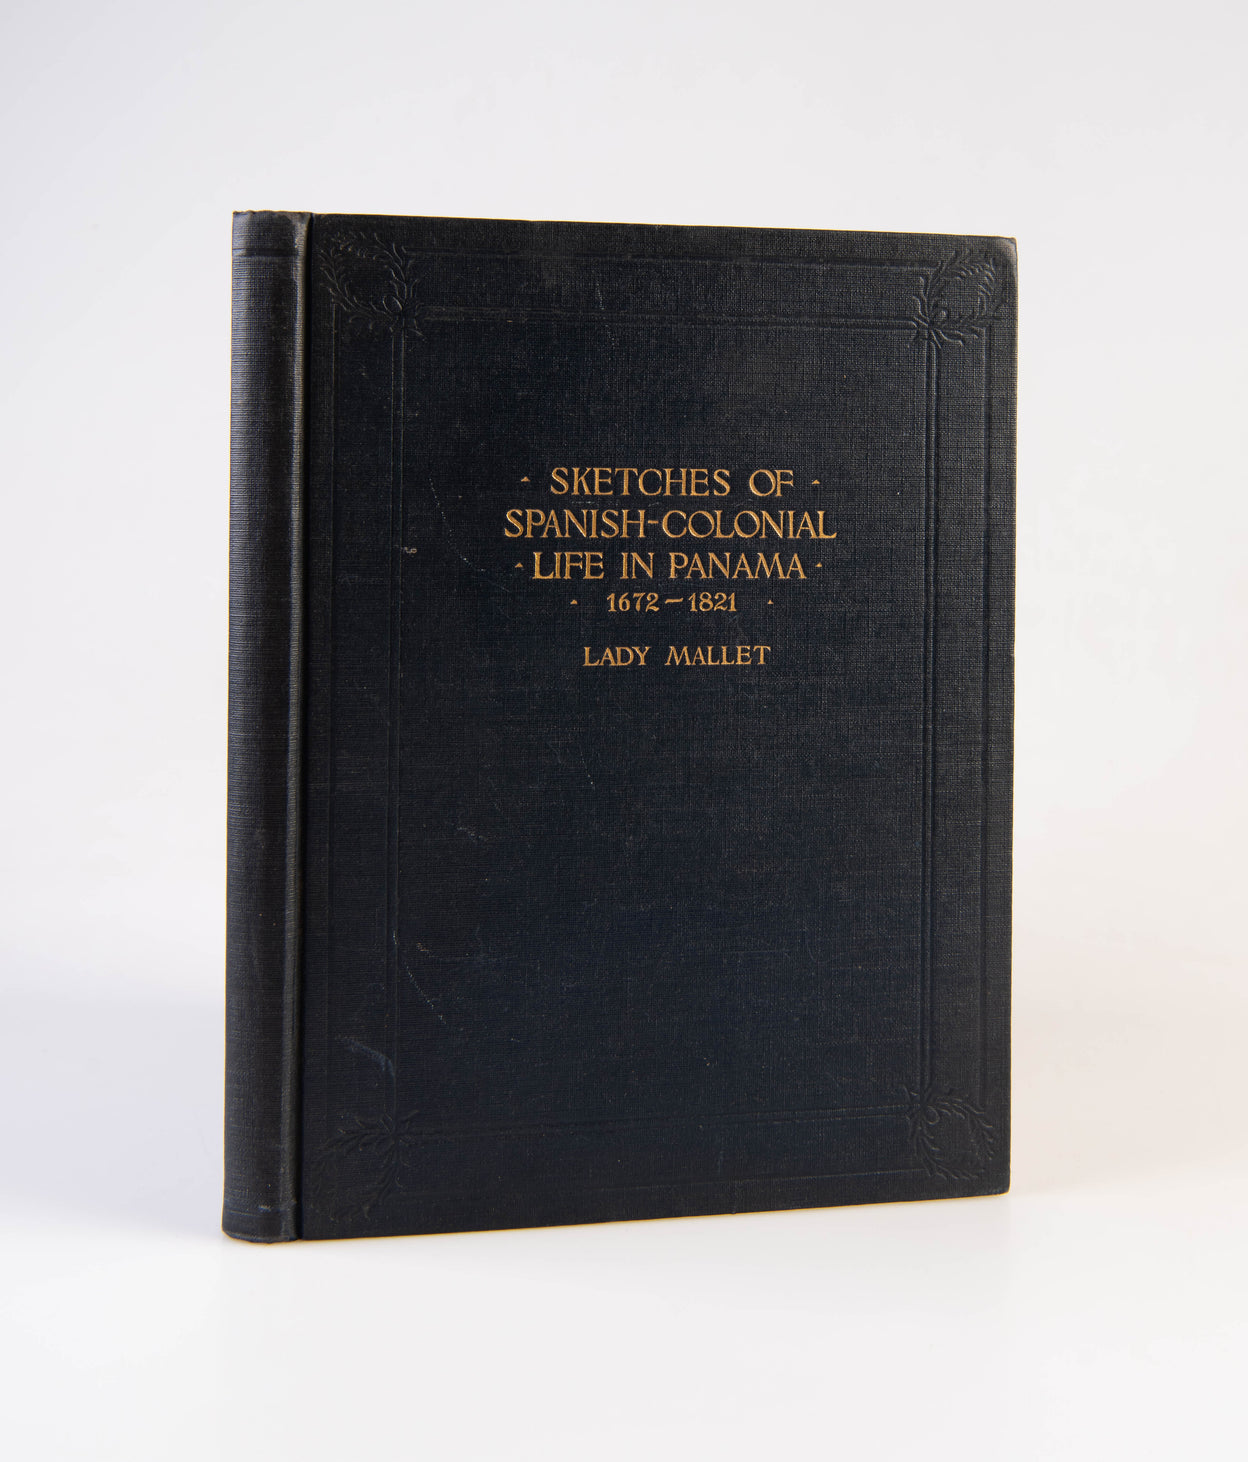 SKETCHES OF
SPANISH-COLONIAL
LIFE IN PANAMA
1672-1821
LADY MALLET